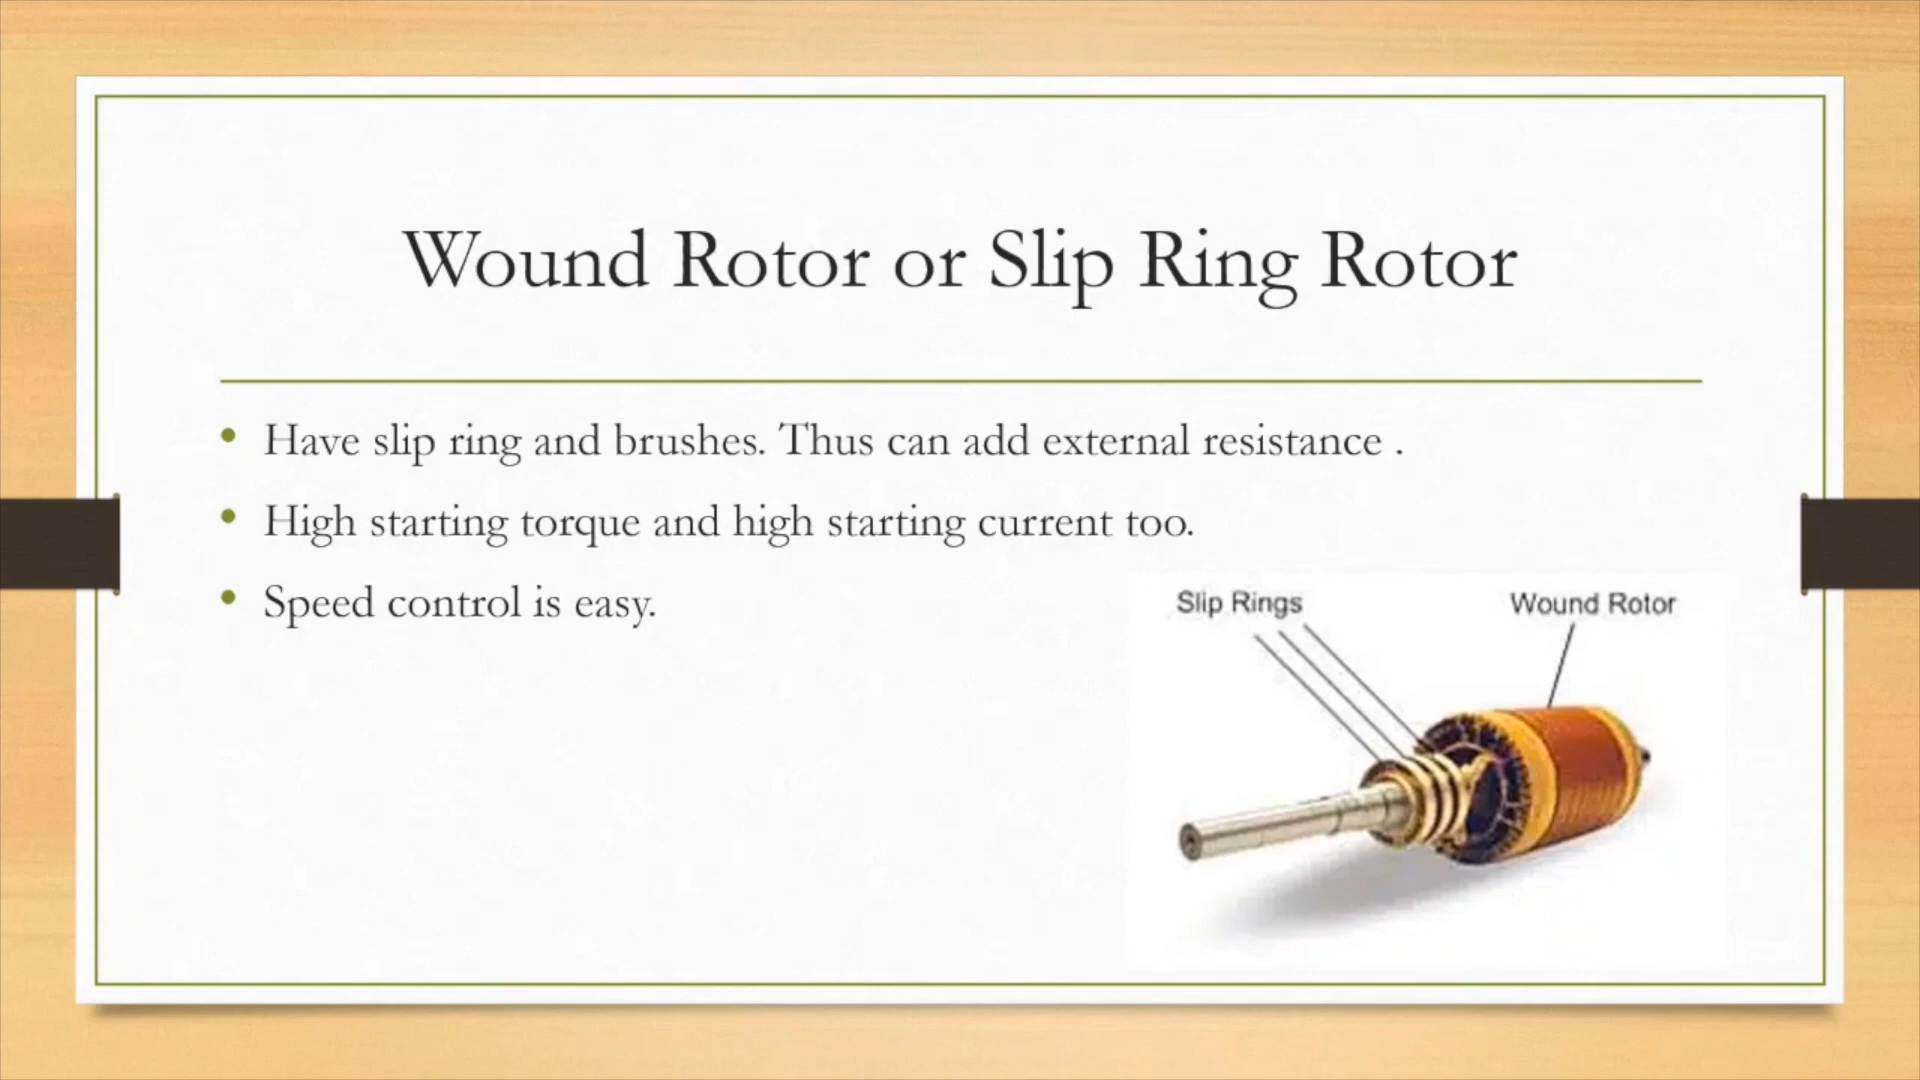 Wound Rotor or Slip Ring Rotor
• Have slip ring and brushes. Thus can add external resistance .
• High starting torque and high starting current too.
• Speed control is easy.
Slip Rings
Wound Rotor